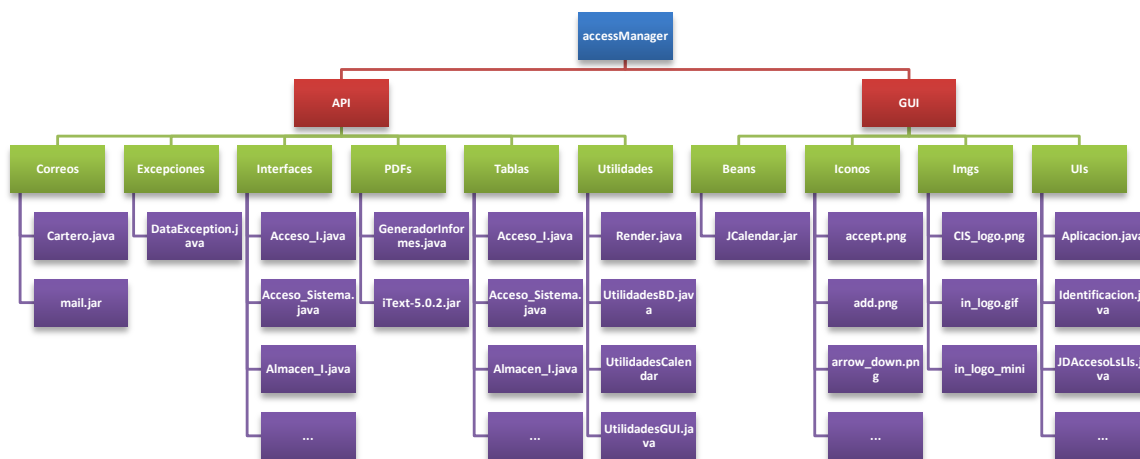 accessManager
API
GUI
Correos
Excepciones
Interfaces
PDFs
Tablas
Utilidades
Beans
Iconos
Imgs
UIs
Cartero.java
DataException.j
ava
Acceso_I.java
GeneradorInfor
mes.java
Acceso_I.java
Render.java
JCalendar.jar
accept.png
CIS_logo.png
Aplicacion.java
mail.jar
Acceso_Sistema.
java
iText-5.0.2.jar
Acceso_Sistema.
java
UtilidadesBD.ja
va
add.png
in_logo.gif
Identificacion.j
ava
Almacen_I.java
Almacen_I.java
UtilidadesCalen
dar
arrow_down.pn
g
in_logo_mini
JDAccesoLsLls.j
ava
...
...
UtilidadesGUI.ja
va
...
...